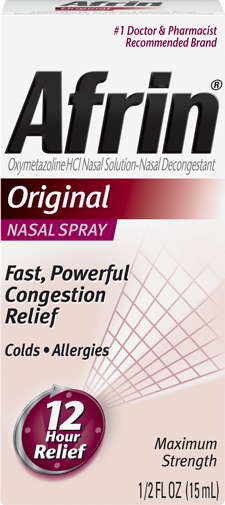 Afrin
#1 Doctor & Pharmacist
Recommended Brand
Afrin®
Oxymetazoline HCl Nasal Solution-Nasal Decongestant
Original
NASAL SPRAY
Fast, Powerful
Congestion
Relief
Colds • Allergies
12
Hour
Relief
Maximum
Strength
1/2 FL OZ (15 mL)